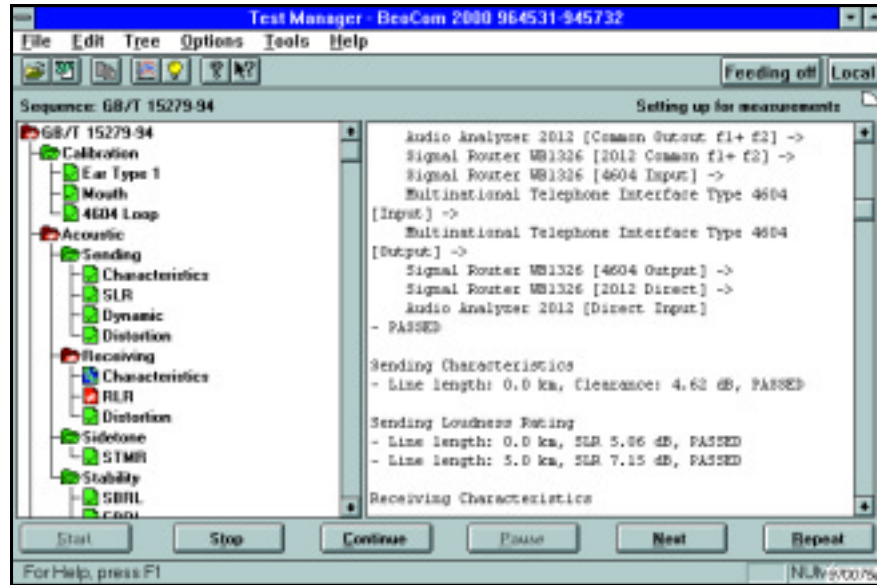 Test Manager - BeoCom 2000 964531-945732
File Edit Tree Options Tools Help
Feeding off Local
Sequence: GB/T 15279-94 Setting up for measurements
GB/T 15279-94
Calibration
Ear Type 1
Mouth
4604 Loop
Acoustic
Sending
Characteristics
SLR
Dynamic
Distortion
Receiving
Characteristics
RLR
Distortion
Sidetone
STMR
Stability
SBRL
Audio Analyzer 2012 [Common Output f1+ f2] ->
Signal Router WB1326 [2012 Common f1+ f2] ->
Signal Router WB1326 [4604 Input] ->
Multinational Telephone Interface Type 4604
[Input] ->
Multinational Telephone Interface Type 4604
[Output] ->
Signal Router WB1326 [4604 Output] ->
Signal Router WB1326 [2012 Direct] ->
Audio Analyzer 2012 [Direct Input]
- PASSED
Sending Characteristics
- Line length: 0.0 km, Clearance: 4.62 dB, PASSED
Sending Loudness Rating
- Line length: 0.0 km, SLR 5.06 dB, PASSED
- Line length: 5.0 km, SLR 7.15 dB, PASSED
Receiving Characteristics
Start Stop Continue Pause Next Repeat
For Help, press F1